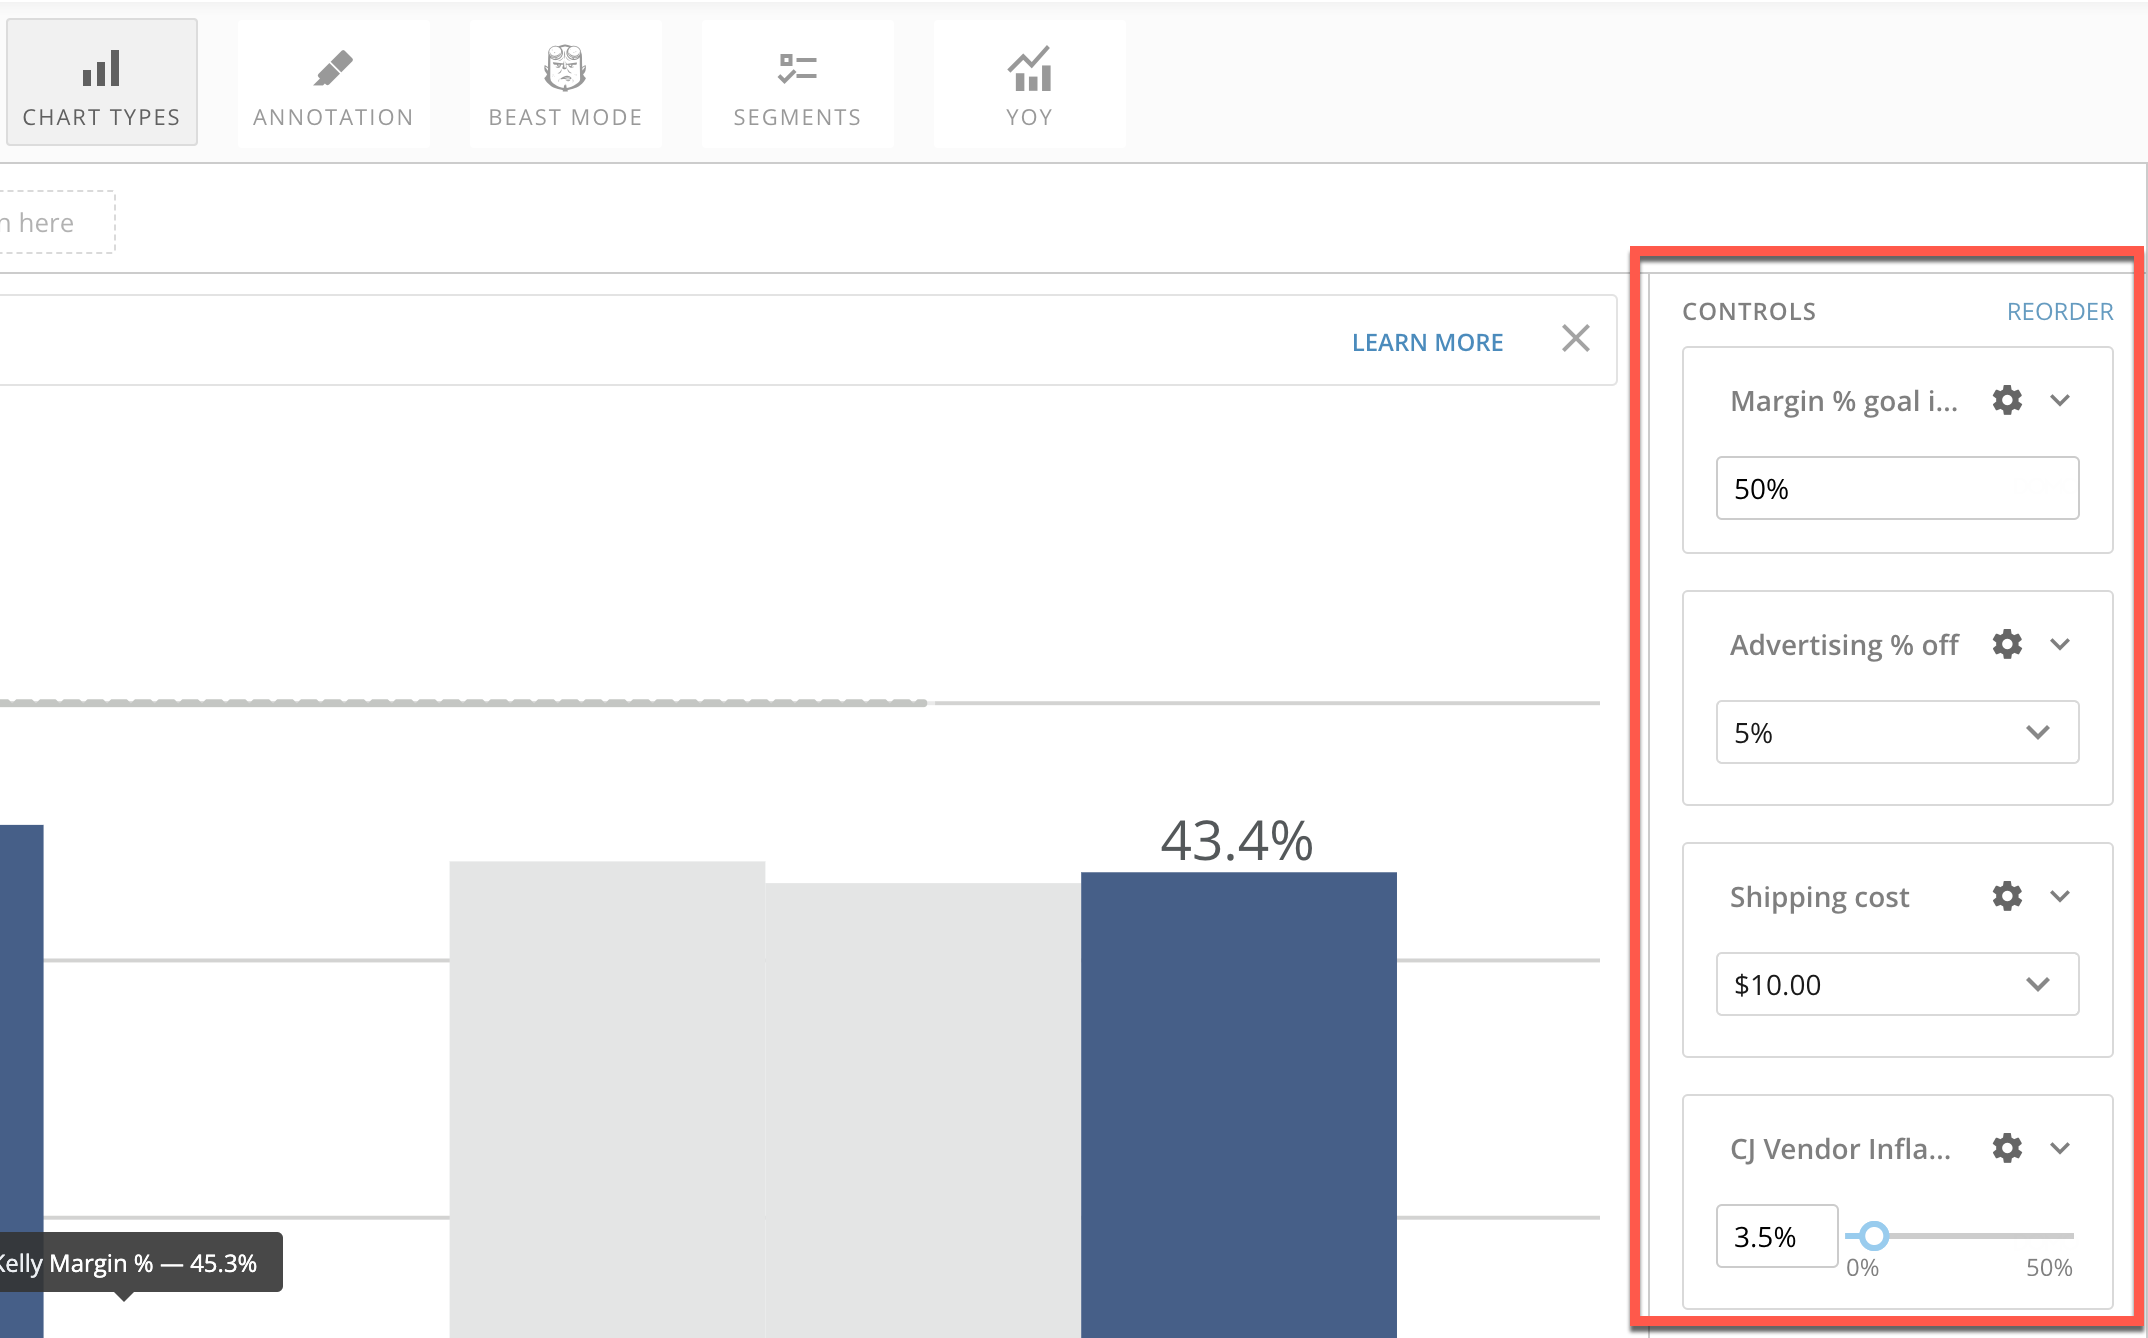 CHART TYPES
ANNOTATION
BEAST MODE
SEGMENTS
YOY
n here
LEARN MORE
CONTROLS
REORDER
Margin % goal i...
50%
Advertising % off
5%
43.4%
Shipping cost
$10.00
CJ Vendor Infla...
3.5%
0%
50%
Kelly Margin % — 45.3%